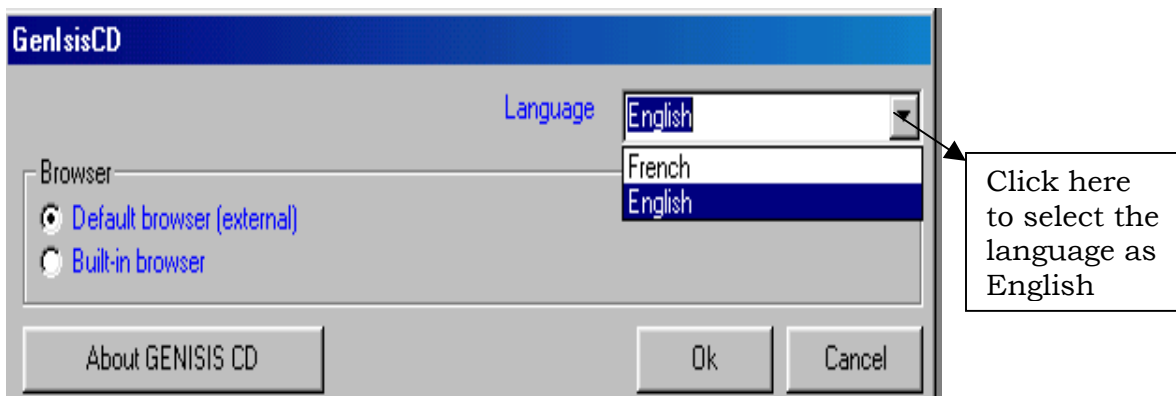 GenIsisCD
Language
English
French
English
Browser
Default browser (external)
Built-in browser
Click here
to select the
language as
English
About GENISIS CD
Ok
Cancel